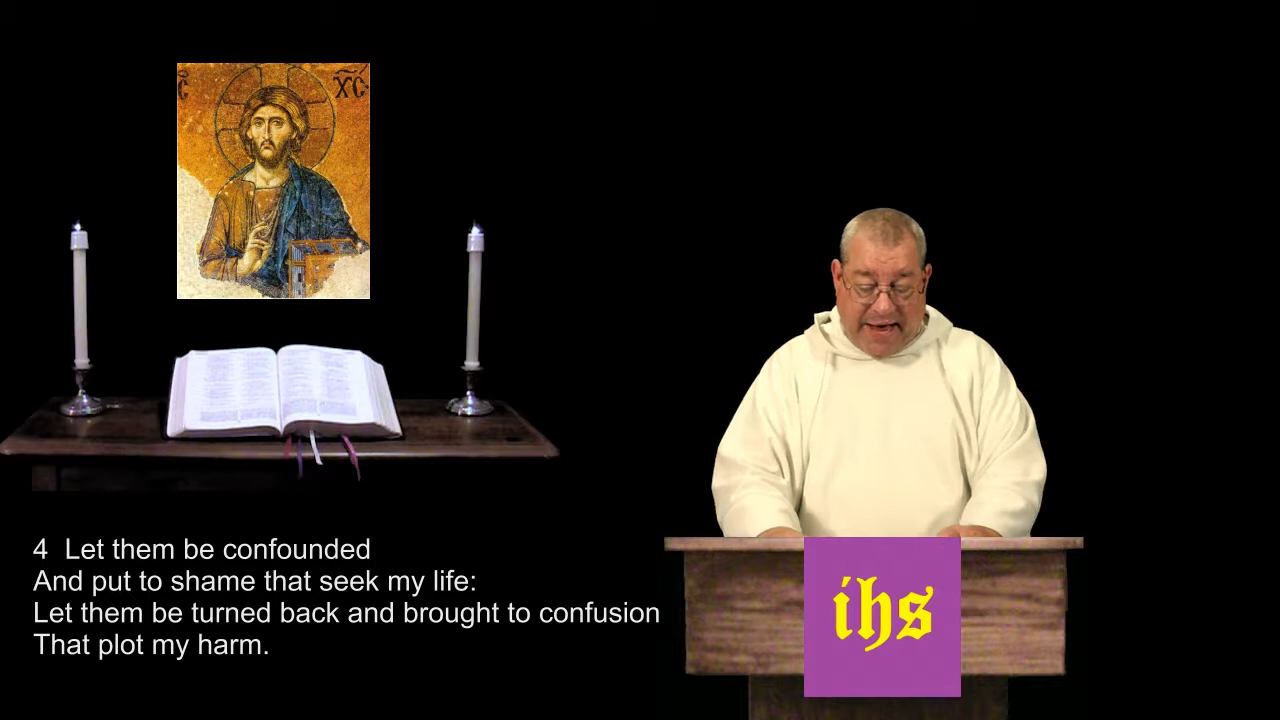 ΧC
4 Let them be confounded
And put to shame that seek my life:
Let them be turned back and brought to confusion
That plot my harm.
ihs